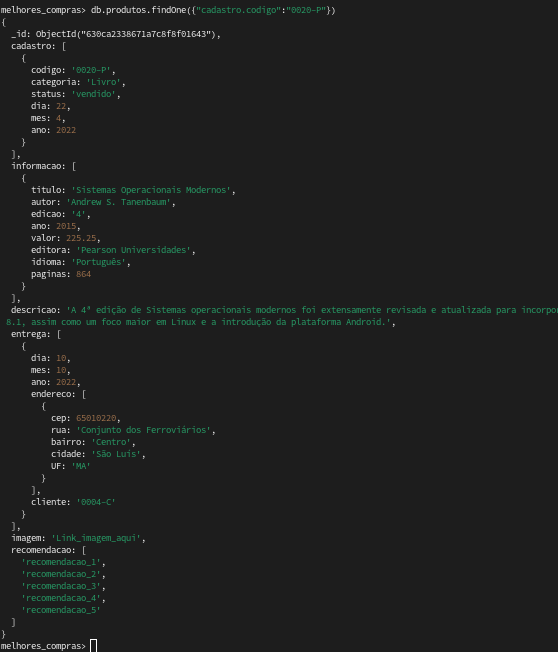 melhores_compras> db.produtos.findOne({"cadastro.codigo":"0020-P"})
{
  _id: ObjectId("630ca2338671a7c8f8f01643"),
  cadastro: [
    {
      codigo: '0020-P',
      categoria: 'Livro',
      status: 'vendido',
      dia: 22,
      mes: 4,
      ano: 2022
    }
  ],
  informacao: [
    {
      titulo: 'Sistemas Operacionais Modernos',
      autor: 'Andrew S. Tanenbaum',
      edicao: '4',
      ano: 2015,
      valor: 225.25,
      editora: 'Pearson Universidades',
      idioma: 'Português',
      paginas: 864
    }
  ],
  descricao: 'A 4ª edição de Sistemas operacionais modernos foi extensamente revisada e atualizada para incorpo
 8.1, assim como um foco maior em Linux e a introdução da plataforma Android.',
  entrega: [
    {
      dia: 10,
      mes: 10,
      ano: 2022,
      endereco: [
        {
          cep: 65010220,
          rua: 'Conjunto dos Ferroviários',
          bairro: 'Centro',
          cidade: 'São Luís',
          UF: 'MA'
        }
      ],
      cliente: '0004-C'
    }
  ],
  imagem: 'Link_imagem_aqui',
  recomendacao: [
    'recomendacao_1',
    'recomendacao_2',
    'recomendacao_3',
    'recomendacao_4',
    'recomendacao_5'
  ]
}
melhores_compras>